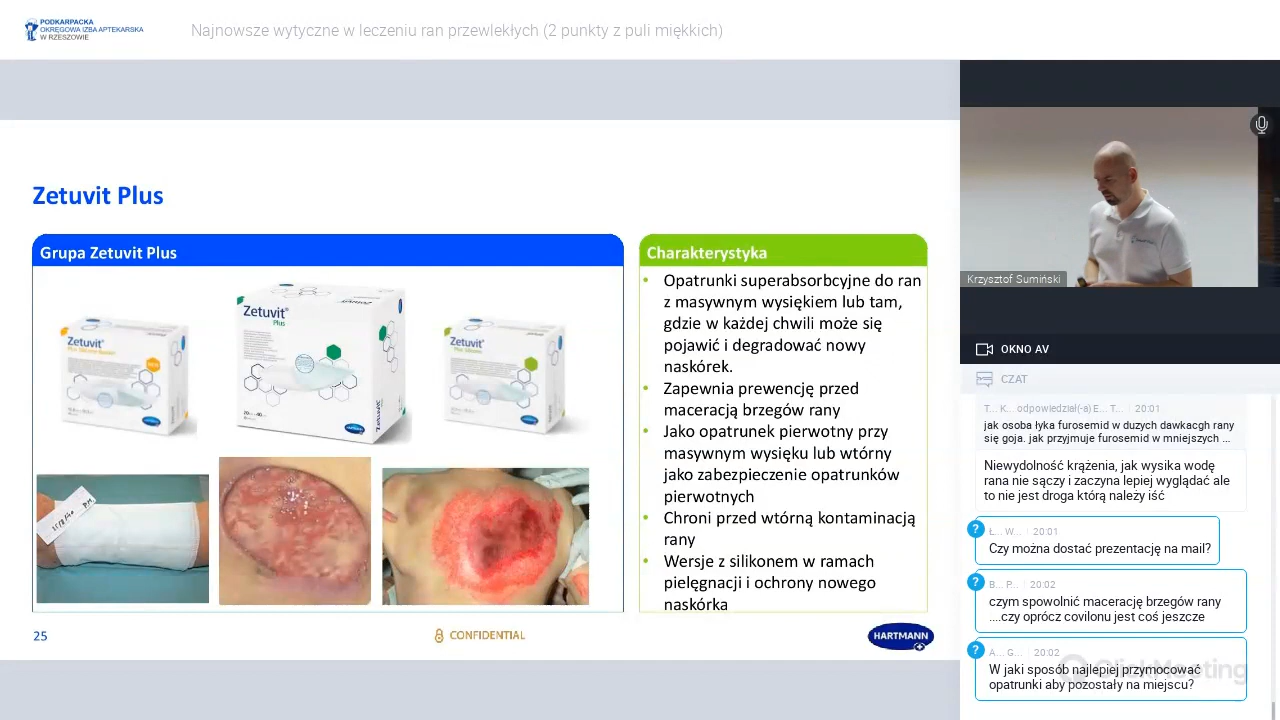 PODKARPACKA
OKRĘGOWA IZBA APTEKARSKA
W RZESZOWIE
Najnowsze wytyczne w leczeniu ran przewlekłych (2 punkty z puli miękkich)
Zetuvit Plus
Grupa Zetuvit Plus
Zetuvit®
Plus Silicone Border
Zetuvit®
Plus
Zetuvit®
Plus Silicone
Charakterystyka
• Opatrunki superabsorbcyjne do ran
z masywnym wysiękiem lub tam,
gdzie w każdej chwili może się
pojawić i degradować nowy
naskórek.
• Zapewnia prewencję przed
maceracją brzegów rany
• Jako opatrunek pierwotny przy
masywnym wysięku lub wtórny
jako zabezpieczenie opatrunków
pierwotnych
• Chroni przed wtórną kontaminacją
rany
• Wersje z silikonem w ramach
pielęgnacji i ochrony nowego
naskórka
25
CONFIDENTIAL
HARTMANN
Krzysztof Sumiński
OKNO AV
CZAT
T... K... odpowiedział(-a) E... T... 20:01
jak osoba łyka furosemid w duzych dawkacgh rany
się goja. jak przyjmuje furosemid w mniejszych ...
Niewydolność krążenia, jak wysika wodę
rana nie sączy i zaczyna lepiej wyglądać ale
to nie jest droga którą należy iść
? Ł... W... 20:01
Czy można dostać prezentację na mail?
? B... P... 20:02
czym spowolnić macerację brzegów rany
....czy oprócz covilonu jest coś jeszcze
? A... G... 20:02
W jaki sposób najlepiej przymocować
opatrunki aby pozostały na miejscu?
ClickMeeting